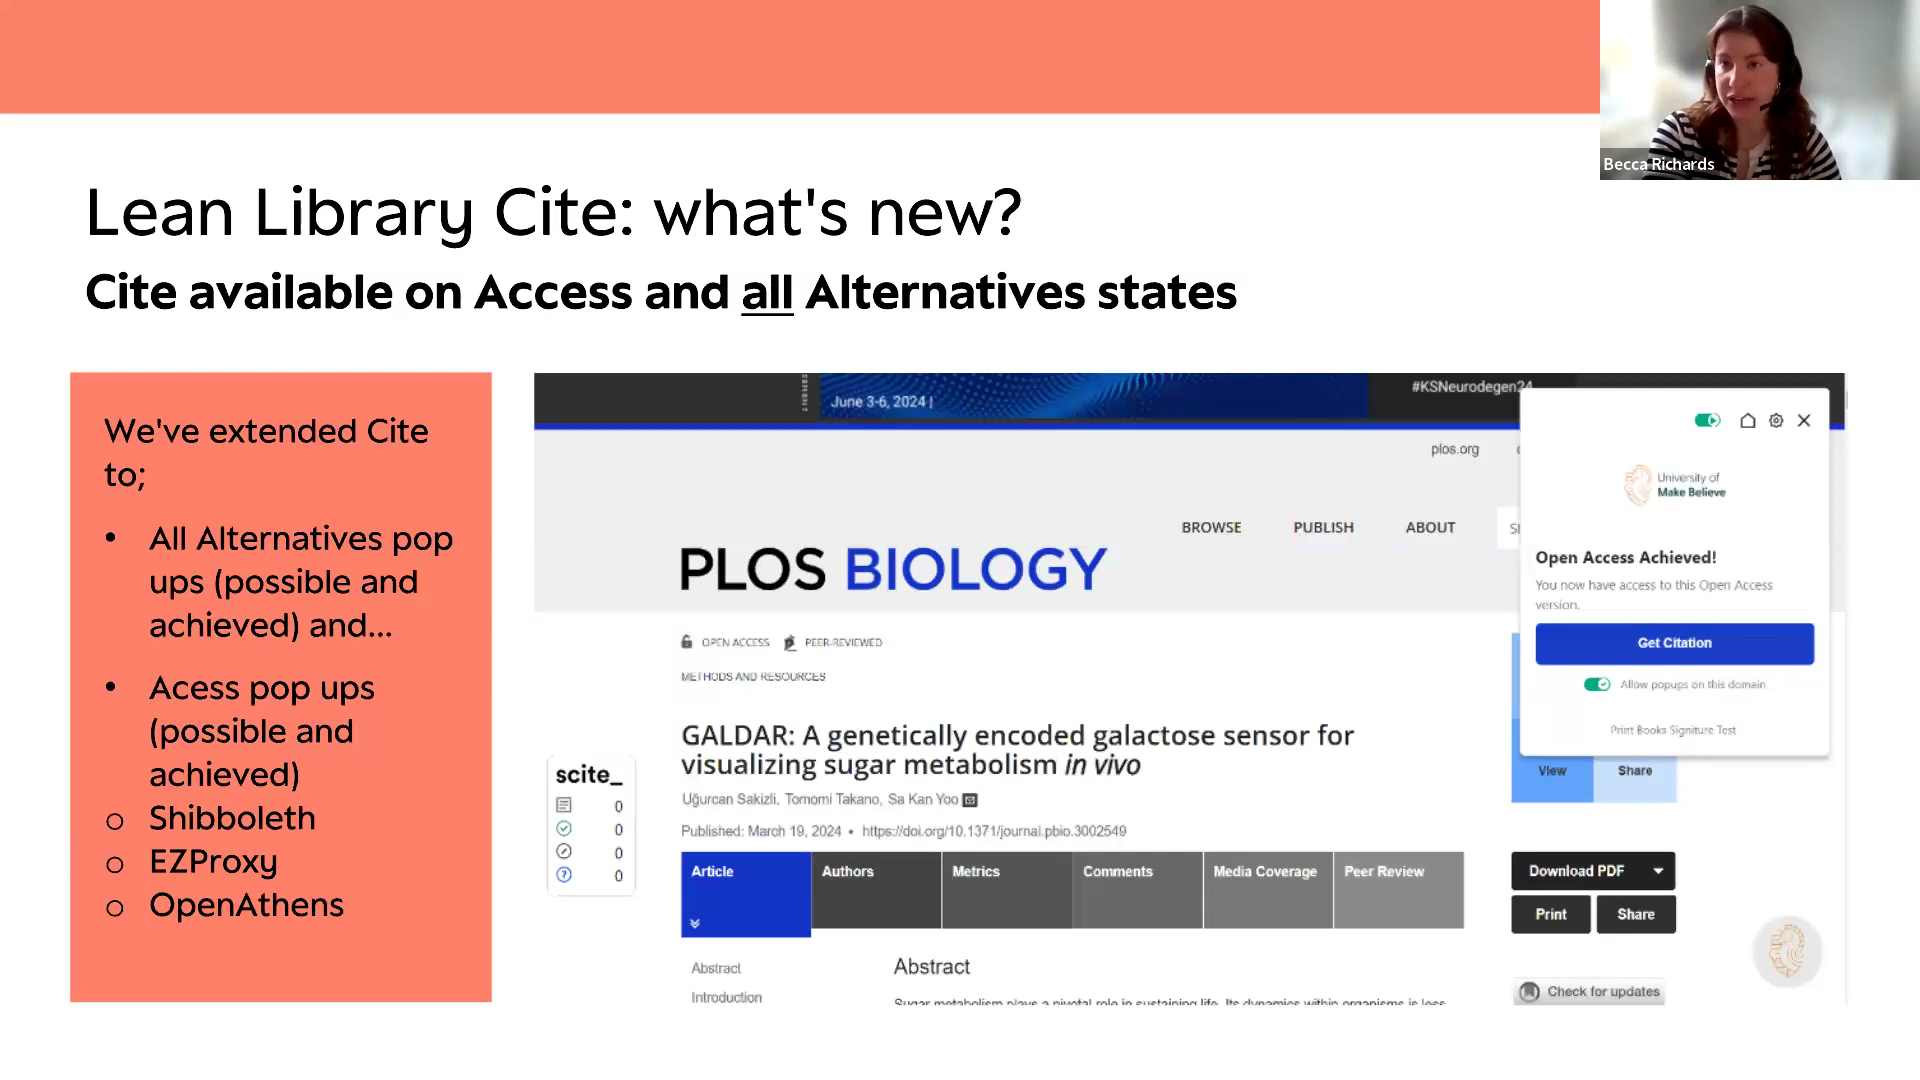 Becca Richards
Lean Library Cite: what's new?
Cite available on Access and all Alternatives states
We've extended Cite
to;
• All Alternatives pop
ups (possible and
achieved) and...
• Acess pop ups
(possible and
achieved)
o Shibboleth
o EZProxy
o OpenAthens
June 3-6, 2024 |
#KSNeurodegen24
plos.org
BROWSE PUBLISH ABOUT
PLOS BIOLOGY
OPEN ACCESS PEER-REVIEWED
METHODS AND RESOURCES
GALDAR: A genetically encoded galactose sensor for
visualizing sugar metabolism in vivo
Uğurcan Sakizli, Tomomi Takano, Sa Kan Yoo
Published: March 19, 2024 • https://doi.org/10.1371/journal.pbio.3002549
scite_
0
0
0
0
Article Authors Metrics Comments Media Coverage Peer Review
Abstract
Introduction
Abstract
Sugar metabolism plays a pivotal role in sustaining life. Its dynamics within organisms is less
University of
Make Believe
Open Access Achieved!
You now have access to this Open Access
version.
Get Citation
Allow popups on this domain
Print Books Signiture Test
View Share
Download PDF
Print Share
Check for updates